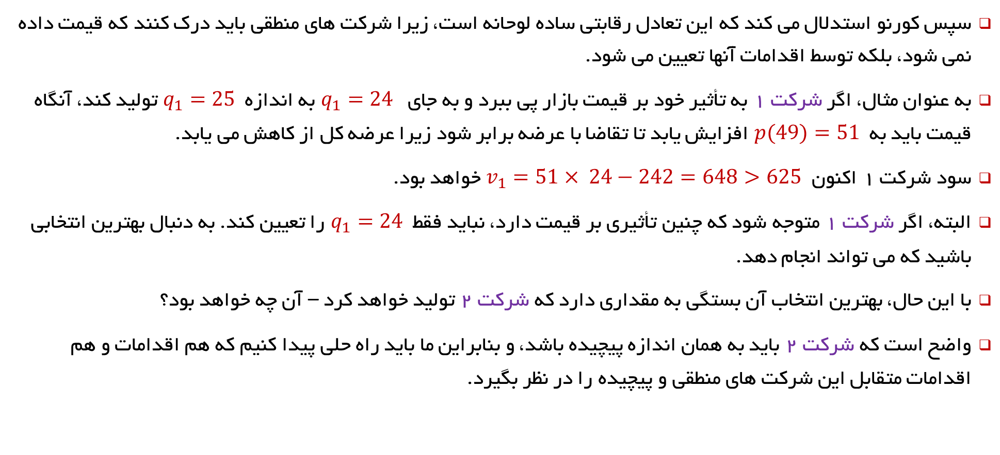 ❑ سپس کورنو استدلال می کند که این تعادل رقابتی ساده لوحانه است، زیرا شرکت های منطقی باید درک کنند که قیمت داده
نمی شود، بلکه توسط اقدامات آنها تعیین می شود.
❑ به عنوان مثال، اگر شرکت ۱ به تأثیر خود بر قیمت بازار پی ببرد و به جای q₁ = 24 به اندازه q₁ = 25 تولید کند، آنگاه
قیمت باید به p(49) = 51 افزایش یابد تا تقاضا با عرضه برابر شود زیرا عرضه کل از کاهش می یابد.
❑ سود شرکت ۱ اکنون v₁ = 51 × 24 − 242 = 648 > 625 خواهد بود.
❑ البته، اگر شرکت ۱ متوجه شود که چنین تأثیری بر قیمت دارد، نباید فقط q₁ = 24 را تعیین کند. به دنبال بهترین انتخابی
باشید که می تواند انجام دهد.
❑ با این حال، بهترین انتخاب آن بستگی به مقداری دارد که شرکت ۲ تولید خواهد کرد – آن چه خواهد بود؟
❑ واضح است که شرکت ۲ باید به همان اندازه پیچیده باشد، و بنابراین ما باید راه حلی پیدا کنیم که هم اقدامات و هم
اقدامات متقابل این شرکت های منطقی و پیچیده را در نظر بگیرد.